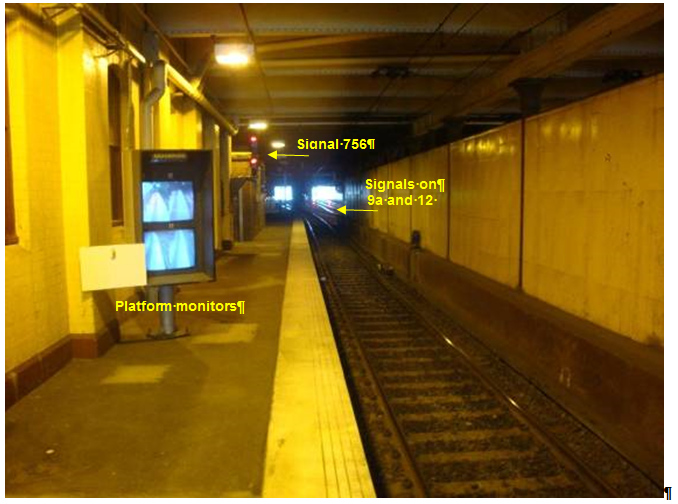 Signal·756¶
Signals·on¶
9a·and·12·
Platform·monitors¶
¶